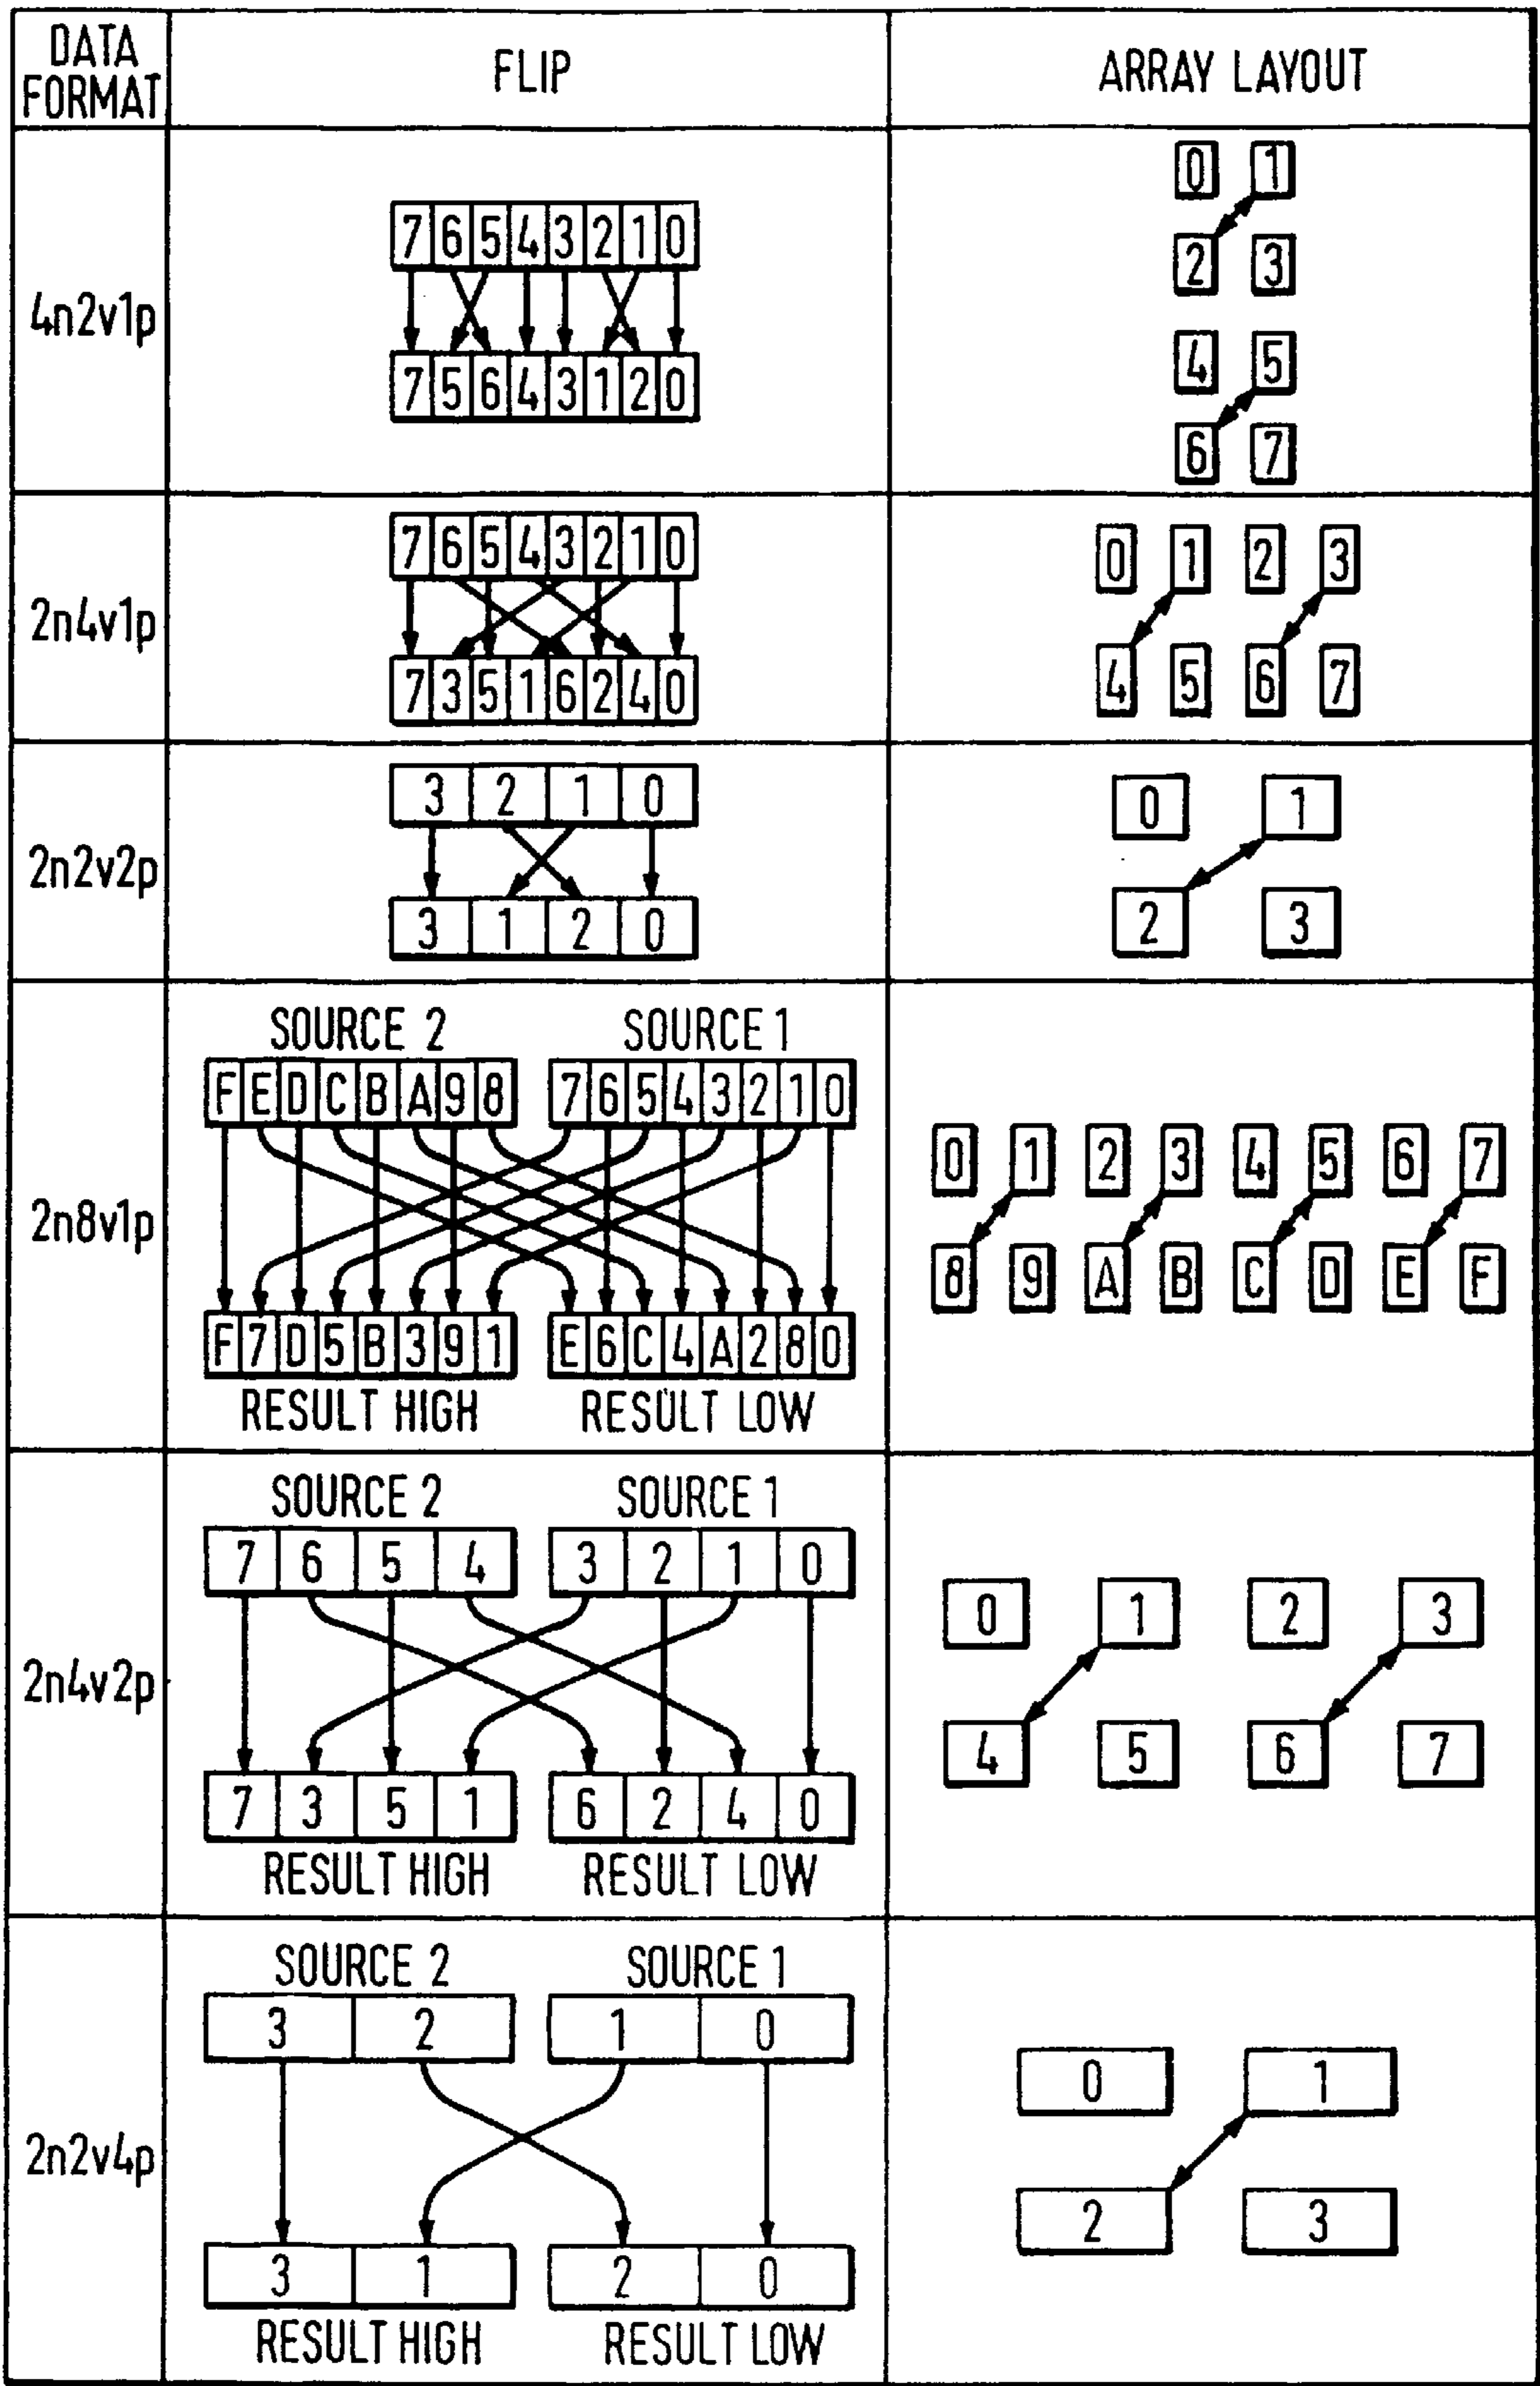 DATA
FORMAT
FLIP
ARRAY LAYOUT
4n2v1p
7 6 5 4 3 2 1 0
7 5 6 4 3 1 2 0
0 1
2 3
4 5
6 7
2n4v1p
7 6 5 4 3 2 1 0
7 3 5 1 6 2 4 0
0 1 2 3
4 5 6 7
2n2v2p
3 2 1 0
3 1 2 0
0 1
2 3
2n8v1p
SOURCE 2 SOURCE 1
F E D C B A 9 8 7 6 5 4 3 2 1 0
F 7 D 5 B 3 9 1 E 6 C 4 A 2 8 0
RESULT HIGH RESULT LOW
0 1 2 3 4 5 6 7
8 9 A B C D E F
2n4v2p
SOURCE 2 SOURCE 1
7 6 5 4 3 2 1 0
7 3 5 1 6 2 4 0
RESULT HIGH RESULT LOW
0 1 2 3
4 5 6 7
2n2v4p
SOURCE 2 SOURCE 1
3 2 1 0
3 1 2 0
RESULT HIGH RESULT LOW
0 1
2 3